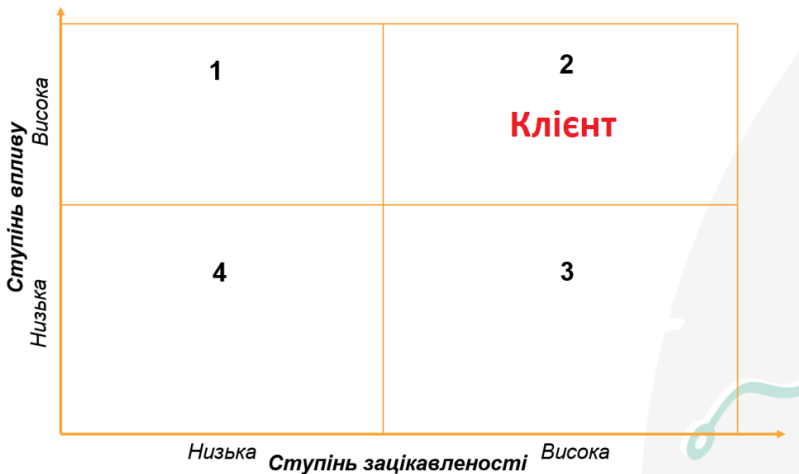 1
2
Клієнт
Висока
Ступінь впливу
4
3
Низька
Низька
Висока
Ступінь зацікавленості